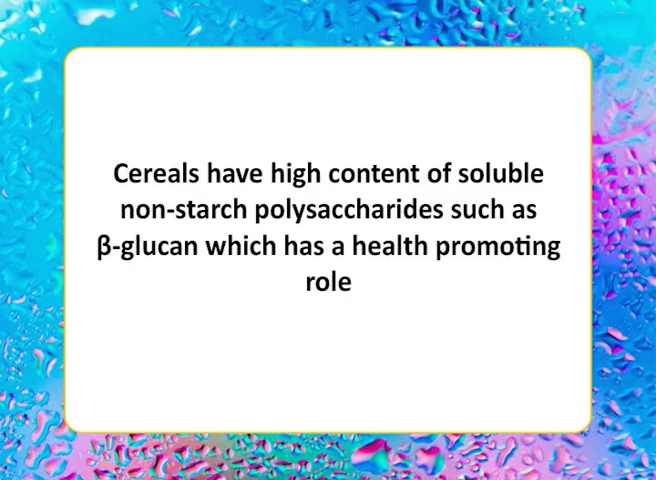 Cereals have high content of soluble
non-starch polysaccharides such as
β-glucan which has a health promoting
role